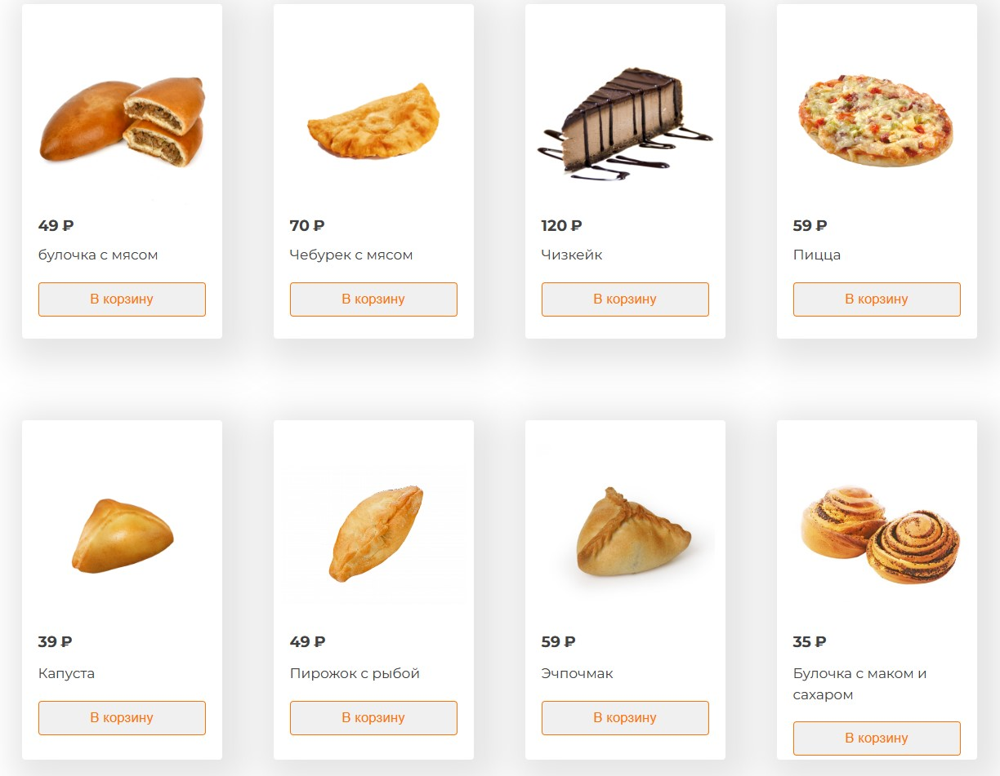 49 ₽
булочка с мясом
В корзину
70 ₽
Чебурек с мясом
В корзину
120 ₽
Чизкейк
В корзину
59 ₽
Пицца
В корзину
39 ₽
Капуста
В корзину
49 ₽
Пирожок с рыбой
В корзину
59 ₽
Эчпочмак
В корзину
35 ₽
Булочка с маком и
сахаром
В корзину